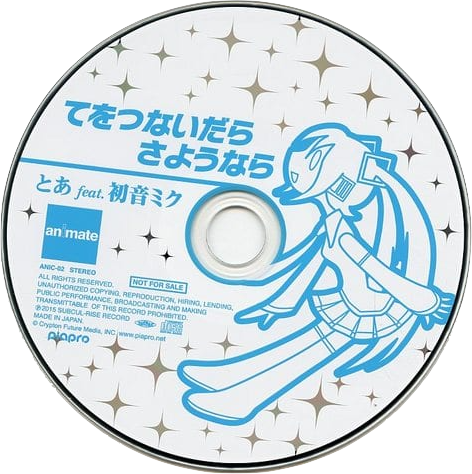 てをつないだら
さようなら
とあ feat. 初音ミク
animate
ANIC-02 STEREO
NOT FOR SALE
ALL RIGHTS RESERVED.
UNAUTHORIZED COPYING, REPRODUCTION, HIRING, LENDING,
PUBLIC PERFORMANCE, BROADCASTING AND MAKING
TRANSMITTABLE OF THIS RECORD PROHIBITED.
℗2015 SUBCUL-RISE RECORD
MADE IN JAPAN.
© Crypton Future Media, INC. www.piapro.net
piapro